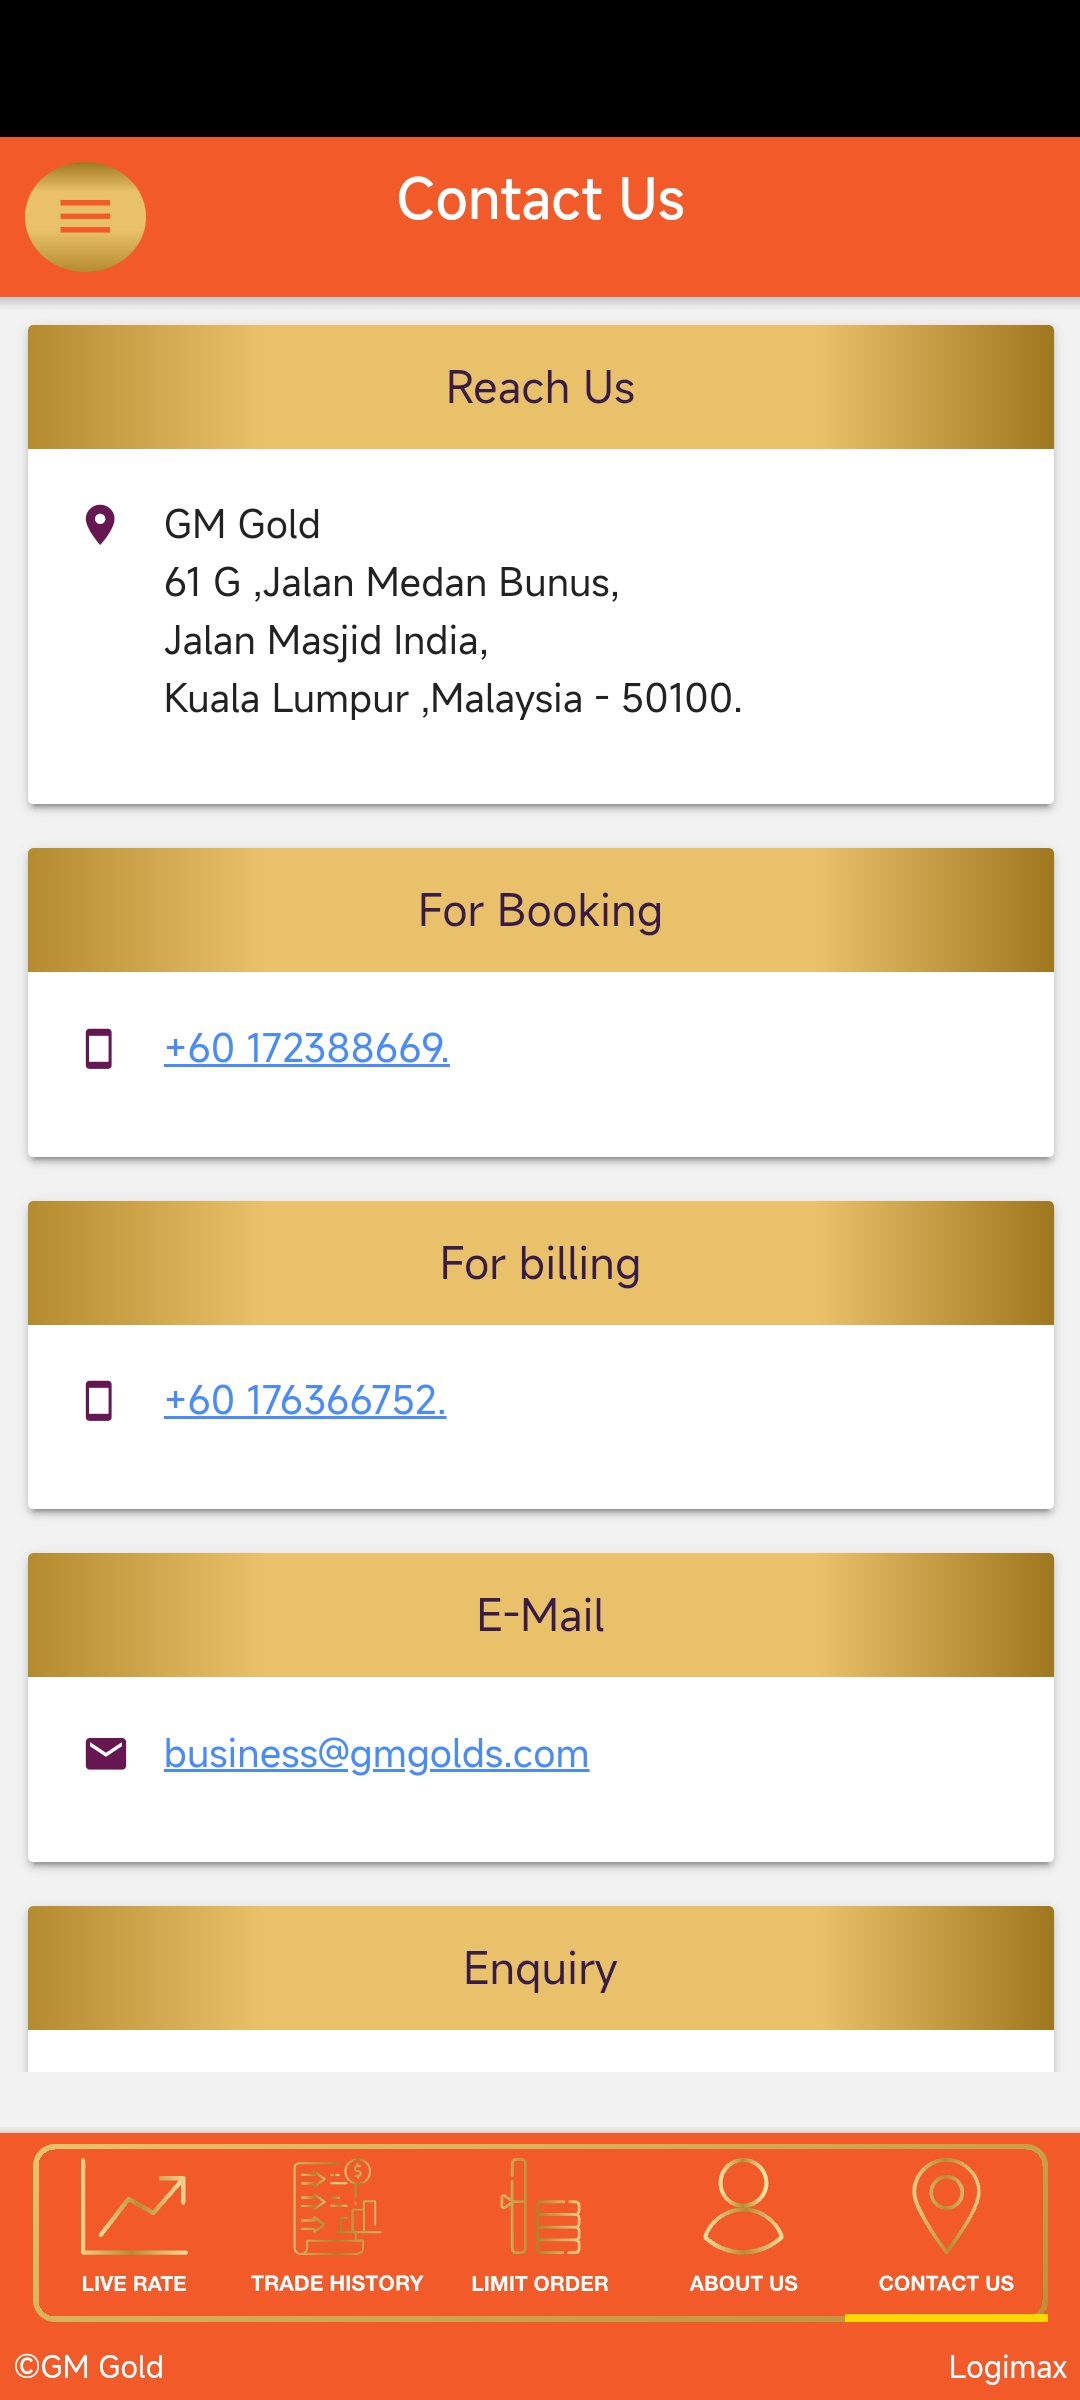 Contact Us
Reach Us
GM Gold
61 G ,Jalan Medan Bunus,
Jalan Masjid India,
Kuala Lumpur ,Malaysia - 50100.
For Booking
+60 172388669.
For billing
+60 176366752.
E-Mail
business@gmgolds.com
Enquiry
LIVE RATE
TRADE HISTORY
LIMIT ORDER
ABOUT US
CONTACT US
©GM Gold
Logimax